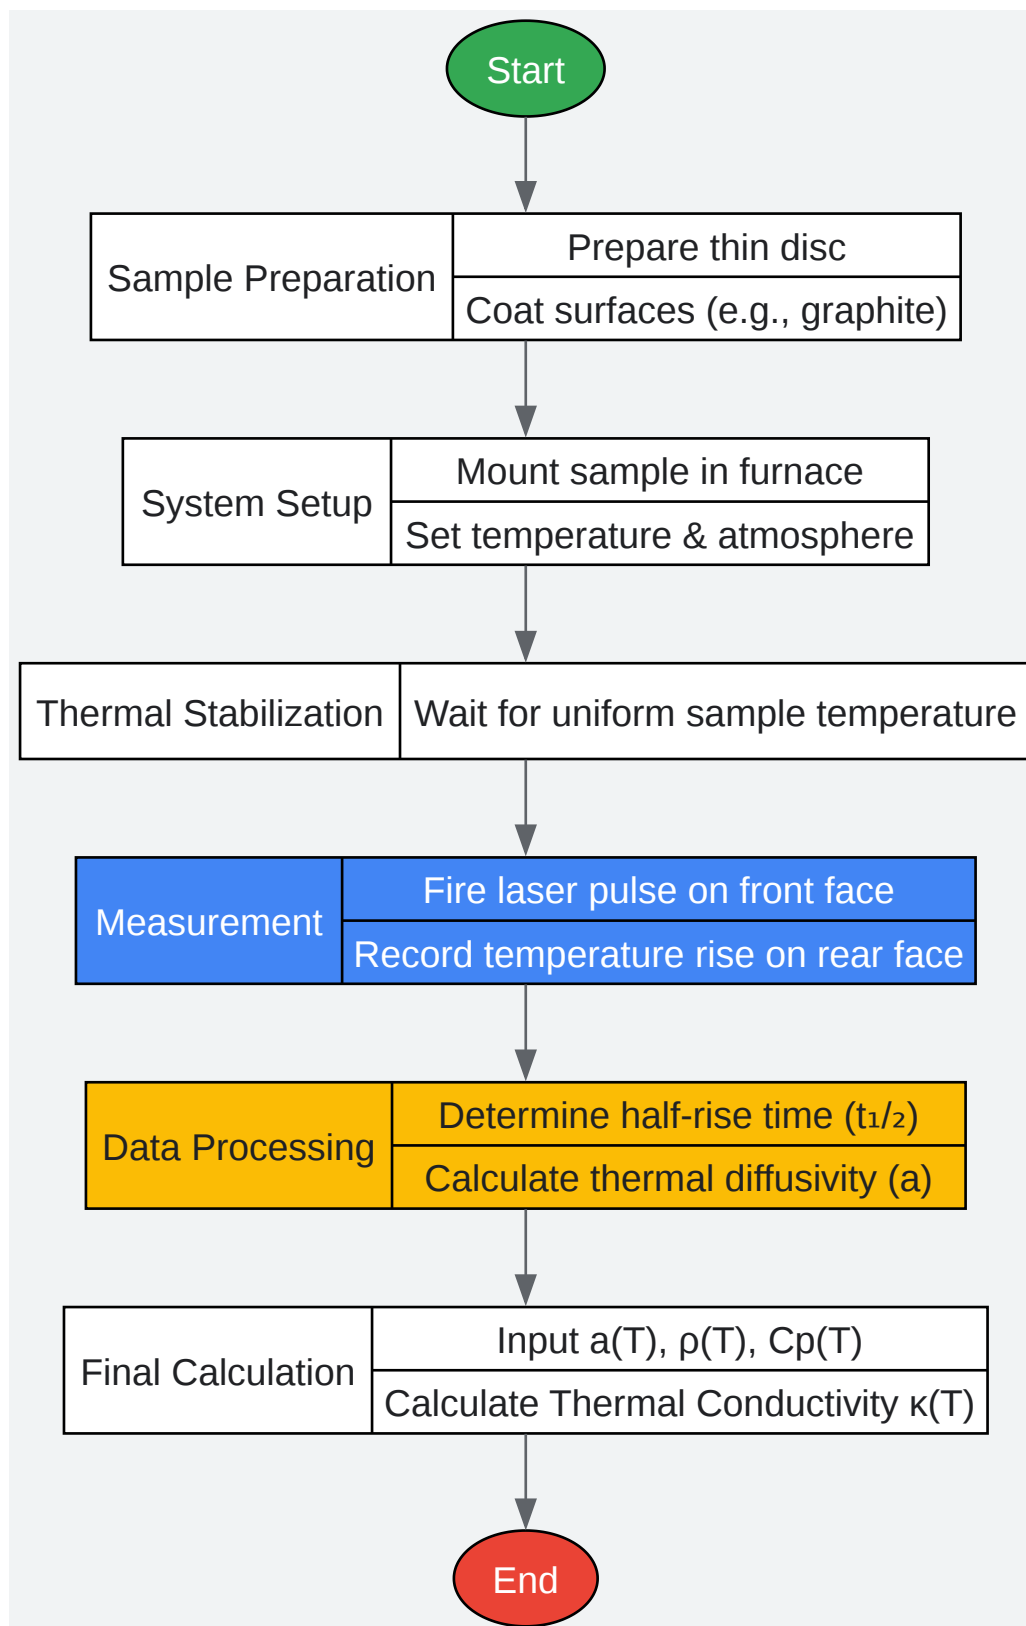 Start
Sample Preparation
Prepare thin disc
Coat surfaces (e.g., graphite)
System Setup
Mount sample in furnace
Set temperature & atmosphere
Thermal Stabilization
Wait for uniform sample temperature
Measurement
Fire laser pulse on front face
Record temperature rise on rear face
Data Processing
Determine half-rise time (t₁/₂)
Calculate thermal diffusivity (a)
Final Calculation
Input a(T), ρ(T), Cp(T)
Calculate Thermal Conductivity κ(T)
End